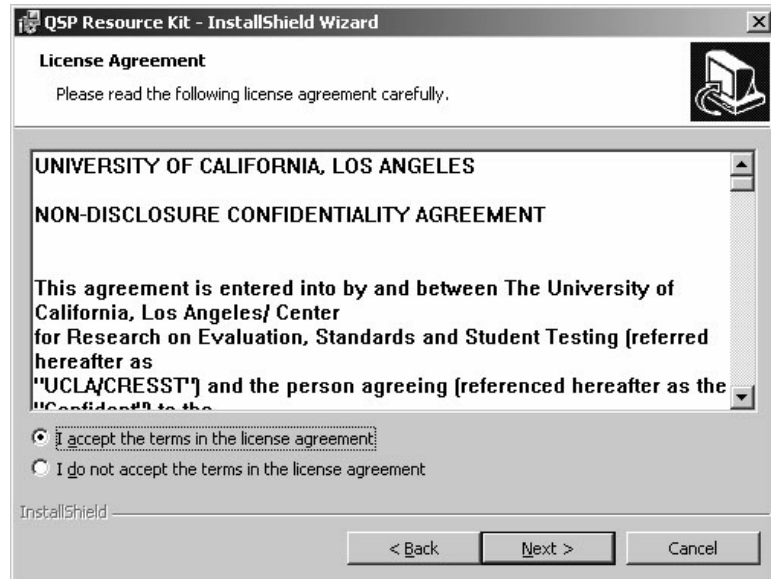 QSP Resource Kit - InstallShield Wizard
License Agreement
Please read the following license agreement carefully.
UNIVERSITY OF CALIFORNIA, LOS ANGELES
NON-DISCLOSURE CONFIDENTIALITY AGREEMENT
This agreement is entered into by and between The University of
California, Los Angeles/ Center
for Research on Evaluation, Standards and Student Testing (referred
hereafter as
"UCLA/CRESST") and the person agreeing (referenced hereafter as the
"Confident") to the
I accept the terms in the license agreement
I do not accept the terms in the license agreement
InstallShield
< Back Next > Cancel